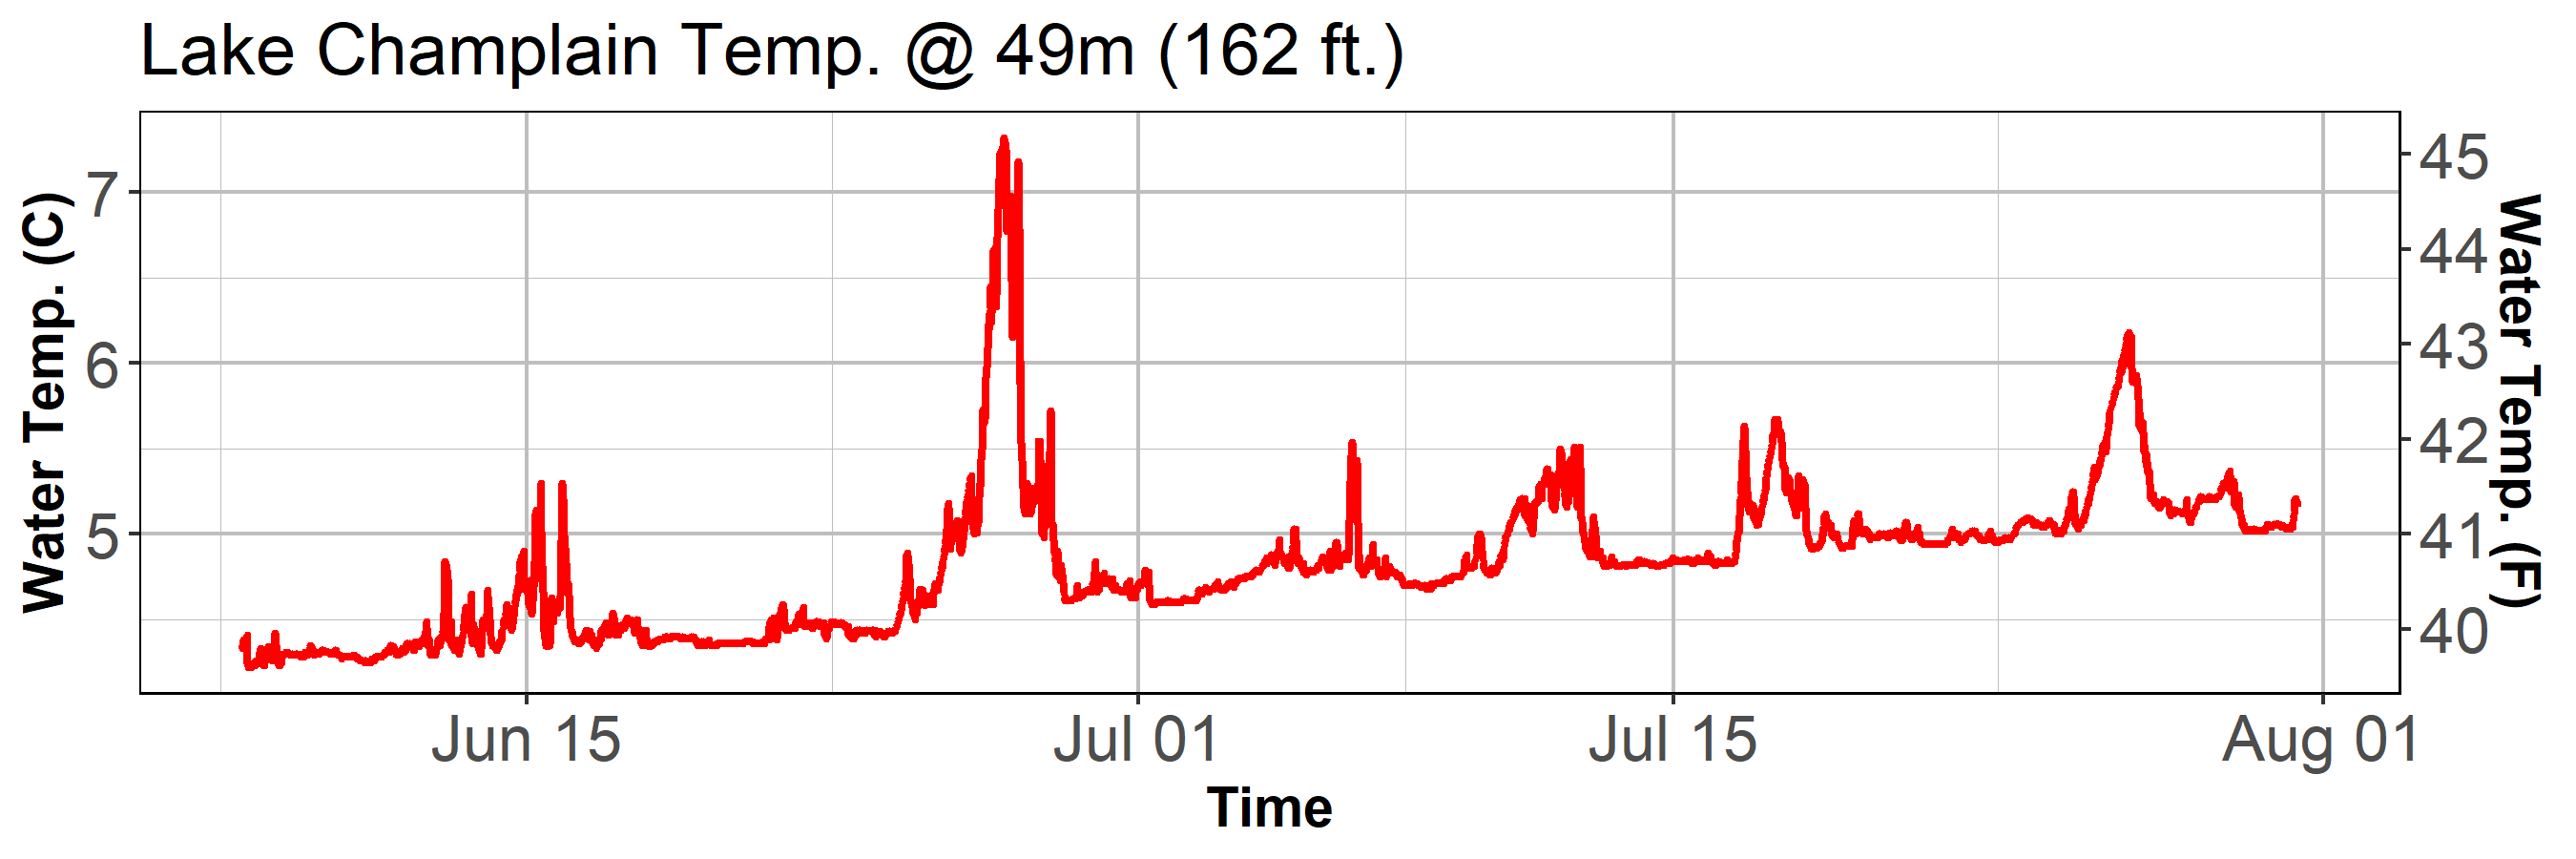 Lake Champlain Temp. @ 49m (162 ft.)
Water Temp. (C)
7
6
5
45
44
43
42
41
40
Water Temp. (F)
Jun 15
Jul 01
Jul 15
Aug 01
Time